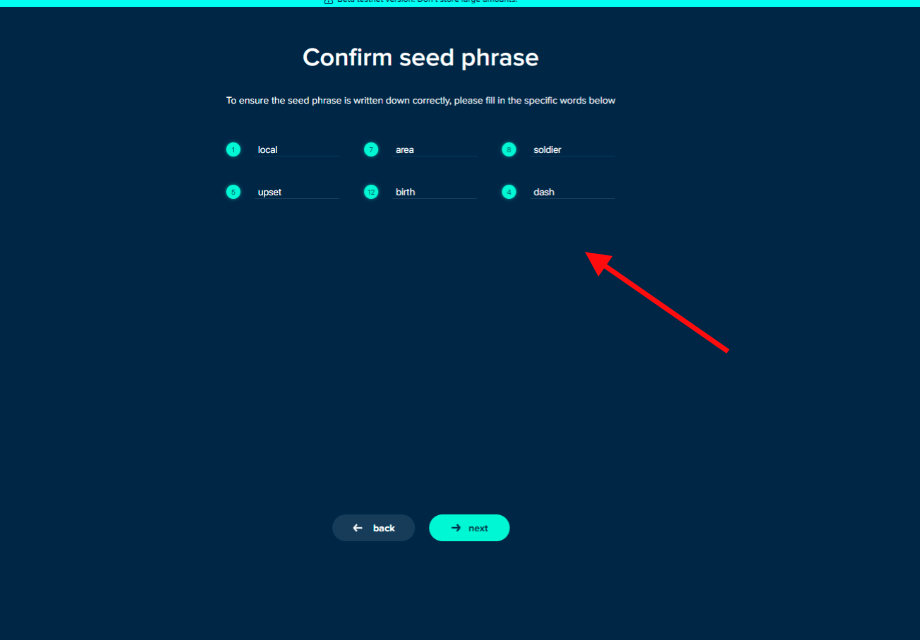 Beta testnet version. Don't store large amounts.
Confirm seed phrase
To ensure the seed phrase is written down correctly, please fill in the specific words below
1 local 7 area 8 soldier
upset 12 birth 4 dash
back next